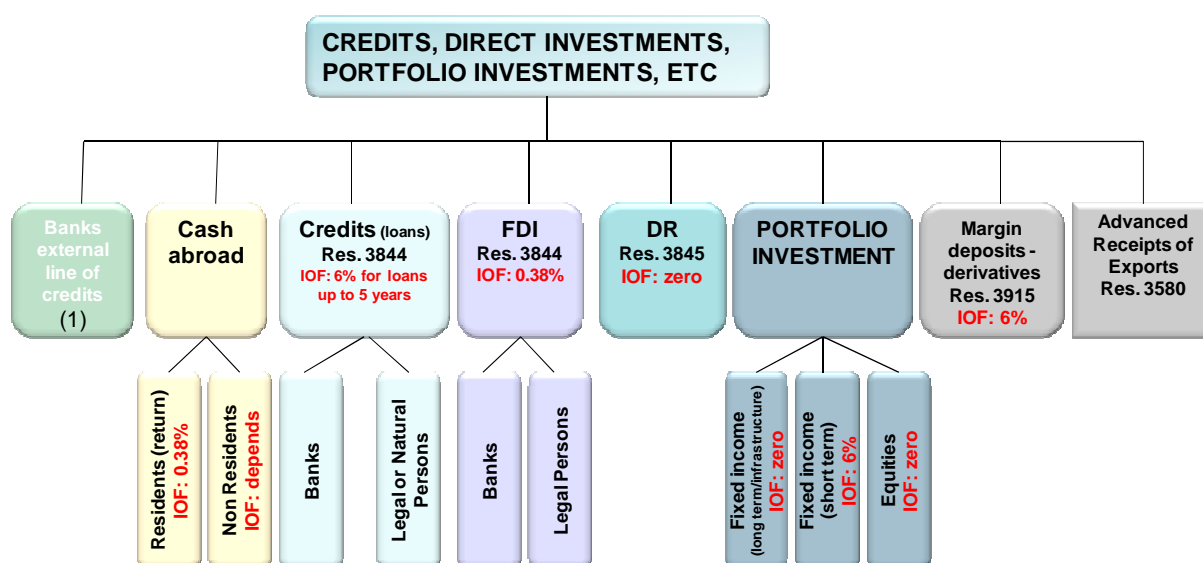 CREDITS, DIRECT INVESTMENTS,
PORTFOLIO INVESTMENTS, ETC
Banks
external
line of
credits
(1)
Cash
abroad
Credits (loans)
Res. 3844
IOF: 6% for loans
up to 5 years
FDI
Res. 3844
IOF: 0.38%
DR
Res. 3845
IOF: zero
PORTFOLIO
INVESTMENT
Margin
deposits -
derivatives
Res. 3915
IOF: 6%
Advanced
Receipts of
Exports
Res. 3580
Residents (return)
IOF: 0.38%
Non Residents
IOF: depends
Banks
Legal or Natural
Persons
Banks
Legal Persons
Fixed income
(long term/infrastructure)
IOF: zero
Fixed income
(short term)
IOF: 6%
Equities
IOF: zero